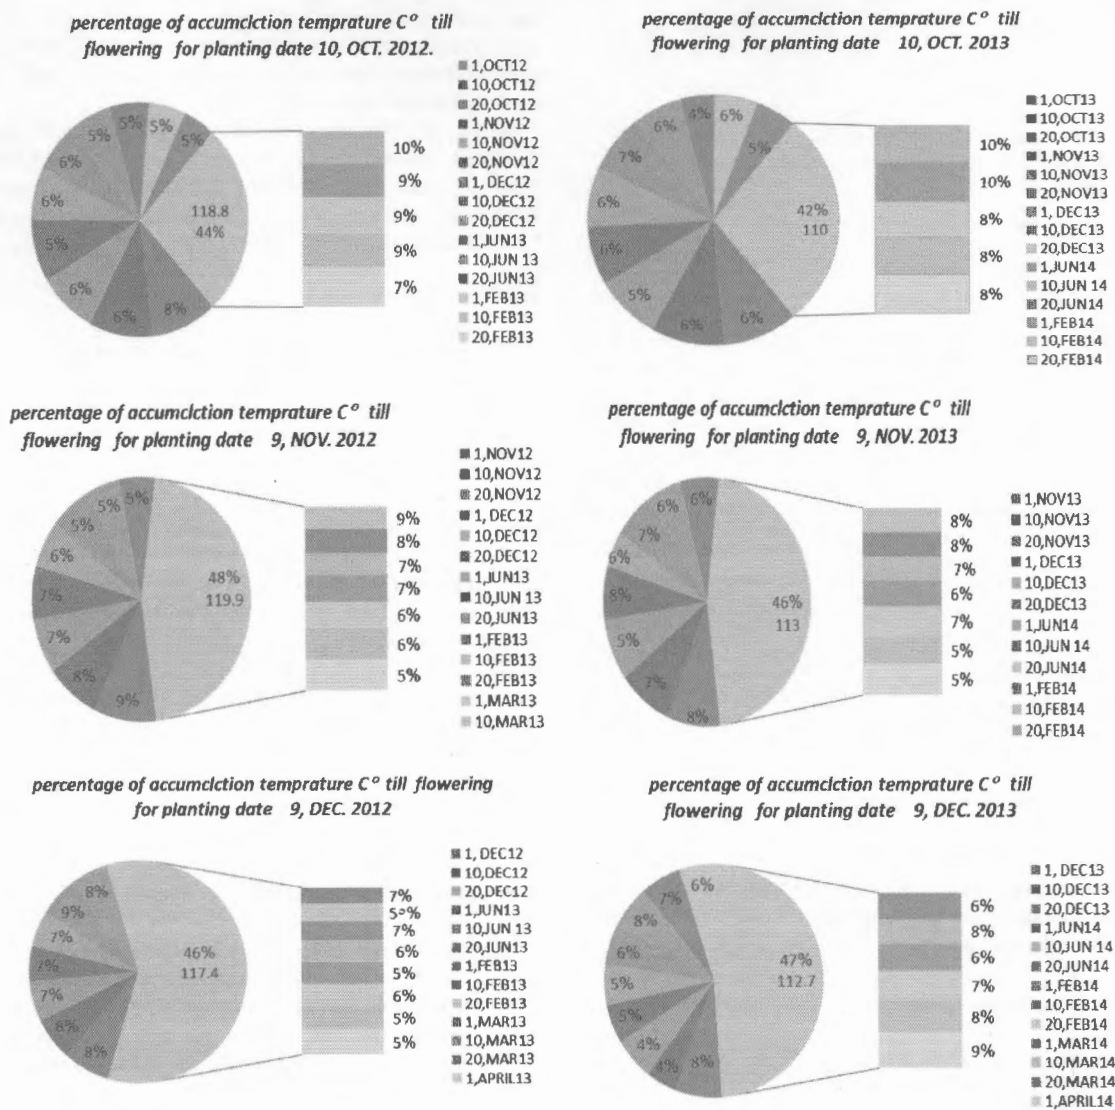 percentage of accumclction temprature C° till
flowering for planting date 10, OCT. 2012.
1,OCT12
10,OCT12
20,OCT12
1,NOV12
10,NOV12
20,NOV12
1, DEC12
10,DEC12
20,DEC12
1,JUN13
10,JUN 13
20,JUN13
1,FEB13
10,FEB13
20,FEB13
5%
5%
5%
5%
6%
6%
5%
6%
6%
8%
118.8
44%
10%
9%
9%
9%
7%
percentage of accumclction temprature C° till
flowering for planting date 10, OCT. 2013
1,OCT13
10,OCT13
20,OCT13
1,NOV13
10,NOV13
20,NOV13
1, DEC13
10,DEC13
20,DEC13
1,JUN14
10,JUN 14
20,JUN14
1,FEB14
10,FEB14
20,FEB14
6%
4%
6%
5%
7%
6%
6%
5%
6%
6%
42%
110
10%
10%
8%
8%
8%
percentage of accumclction temprature C° till
flowering for planting date 9, NOV. 2012
1,NOV12
10,NOV12
20,NOV12
1, DEC12
10,DEC12
20,DEC12
1,JUN13
10,JUN 13
20,JUN13
1,FEB13
10,FEB13
20,FEB13
1,MAR13
10,MAR13
5%
5%
5%
6%
7%
7%
8%
9%
48%
119.9
9%
8%
7%
7%
6%
6%
5%
percentage of accumclction temprature C° till
flowering for planting date 9, NOV. 2013
1,NOV13
10,NOV13
20,NOV13
1, DEC13
10,DEC13
20,DEC13
1,JUN14
10,JUN 14
20,JUN14
1,FEB14
10,FEB14
20,FEB14
6%
6%
7%
6%
8%
5%
7%
8%
46%
113
8%
8%
7%
6%
7%
5%
5%
percentage of accumclction temprature C° till flowering
for planting date 9, DEC. 2012
1, DEC12
10,DEC12
20,DEC12
1,JUN13
10,JUN 13
20,JUN13
1,FEB13
10,FEB13
20,FEB13
1,MAR13
10,MAR13
20,MAR13
1,APRIL13
8%
9%
7%
7%
7%
8%
8%
46%
117.4
7%
7%
6%
5%
6%
5%
5%
percentage of accumclction temprature C° till
flowering for planting date 9, DEC. 2013
1, DEC13
10,DEC13
20,DEC13
1,JUN14
10,JUN 14
20,JUN14
1,FEB14
10,FEB14
20,FEB14
1,MAR14
10,MAR14
20,MAR14
1,APRIL14
6%
7%
8%
6%
5%
5%
4%
4%
8%
47%
112.7
6%
8%
6%
7%
8%
9%